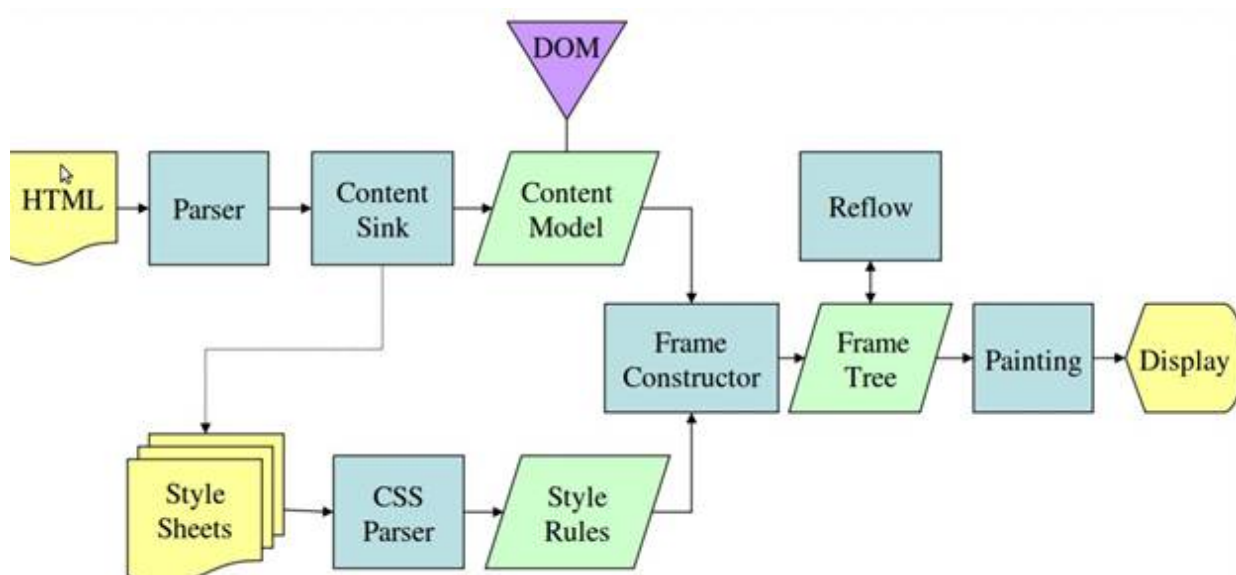 DOM
HTML
Parser
Content
Sink
Content
Model
Reflow
Frame
Constructor
Frame
Tree
Painting
Display
Style
Sheets
CSS
Parser
Style
Rules